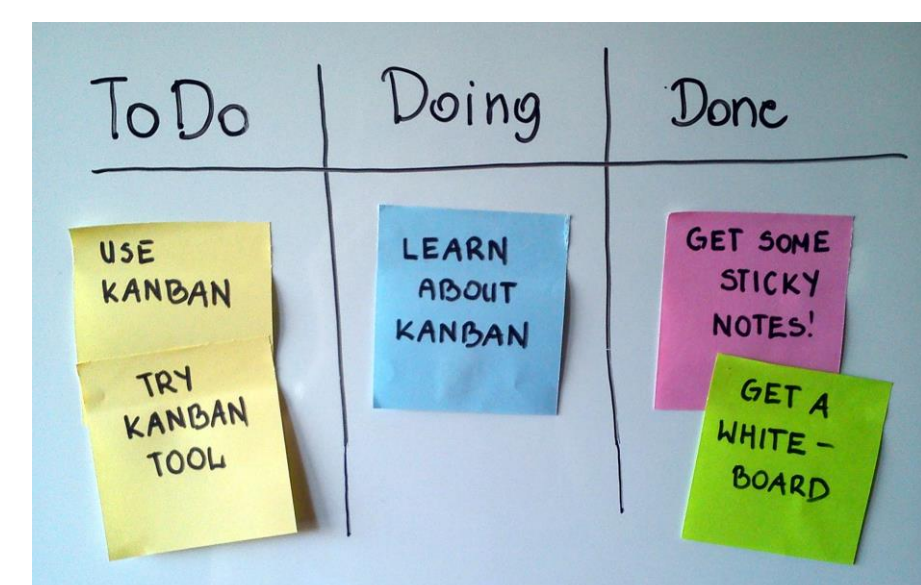 To Do
Doing
Done
USE
KANBAN
TRY
KANBAN
TOOL
LEARN
ABOUT
KANBAN
GET SOME
STICKY
NOTES!
GET A
WHITE-
BOARD